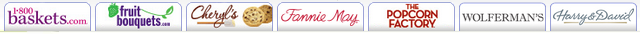 1·800
baskets.com
fruit
bouquets.com
Cheryl's
Fannie May
THE
POPCORN
FACTORY
WOLFERMAN'S
Harry & David